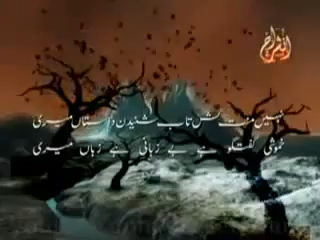 نہیں منت کش تاب شنیدن داستاں میری
خموشی گفتگو ہے بے زبانی ہے زباں میری